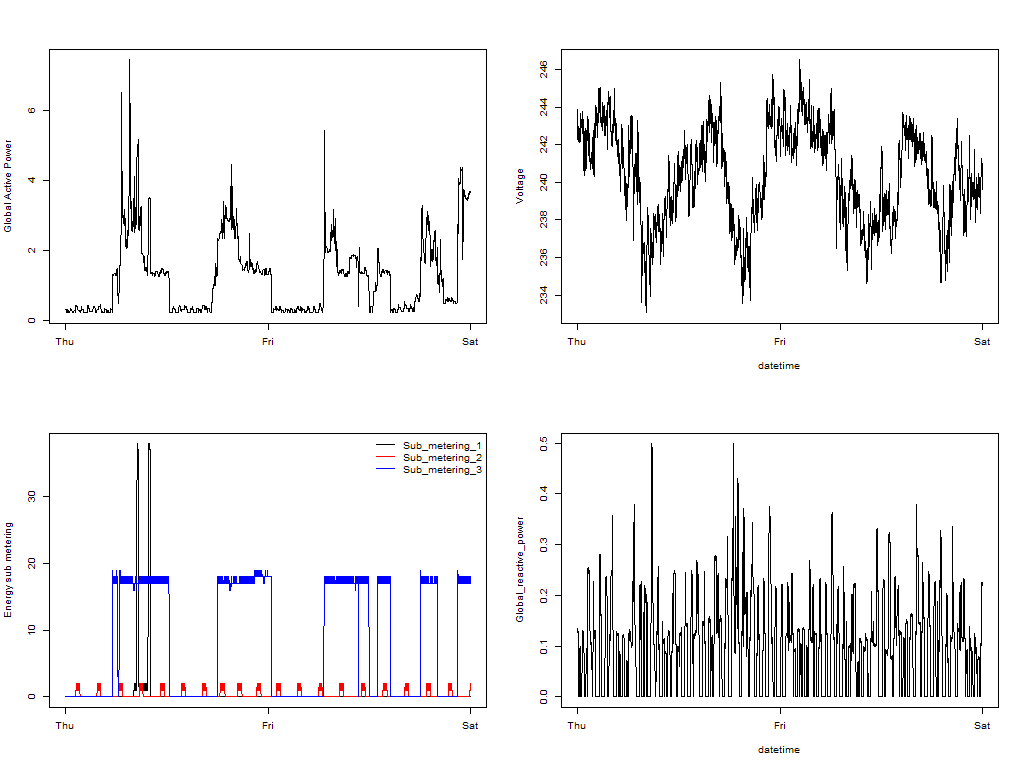 Global Active Power
0
2
4
6
Thu
Fri
Sat
Voltage
234
236
238
240
242
244
246
Thu
Fri
Sat
datetime
Energy sub metering
0
10
20
30
Sub_metering_1
Sub_metering_2
Sub_metering_3
Thu
Fri
Sat
Global_reactive_power
0.0
0.1
0.2
0.3
0.4
0.5
Thu
Fri
Sat
datetime